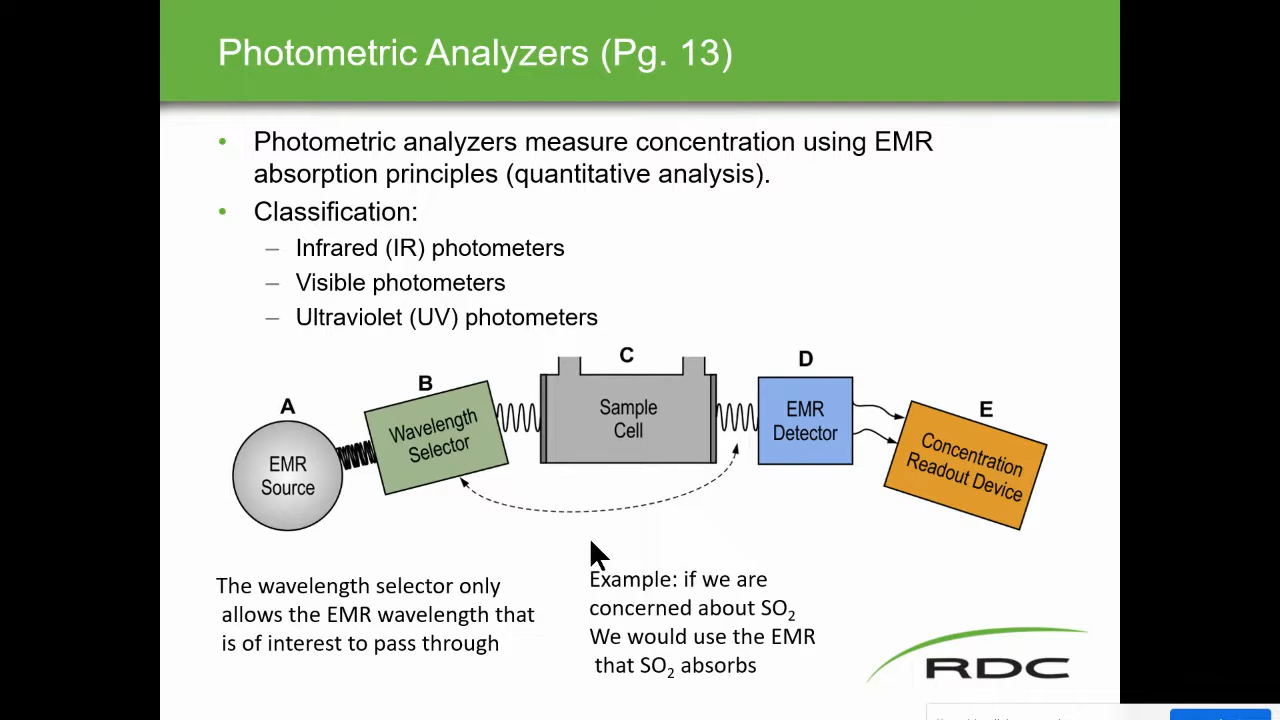 Photometric Analyzers (Pg. 13)
• Photometric analyzers measure concentration using EMR
absorption principles (quantitative analysis).
• Classification:
– Infrared (IR) photometers
– Visible photometers
– Ultraviolet (UV) photometers
A
EMR
Source
B
Wavelength
Selector
C
Sample
Cell
D
EMR
Detector
E
Concentration
Readout Device
The wavelength selector only
allows the EMR wavelength that
is of interest to pass through
Example: if we are
concerned about SO₂
We would use the EMR
that SO₂ absorbs
RDC